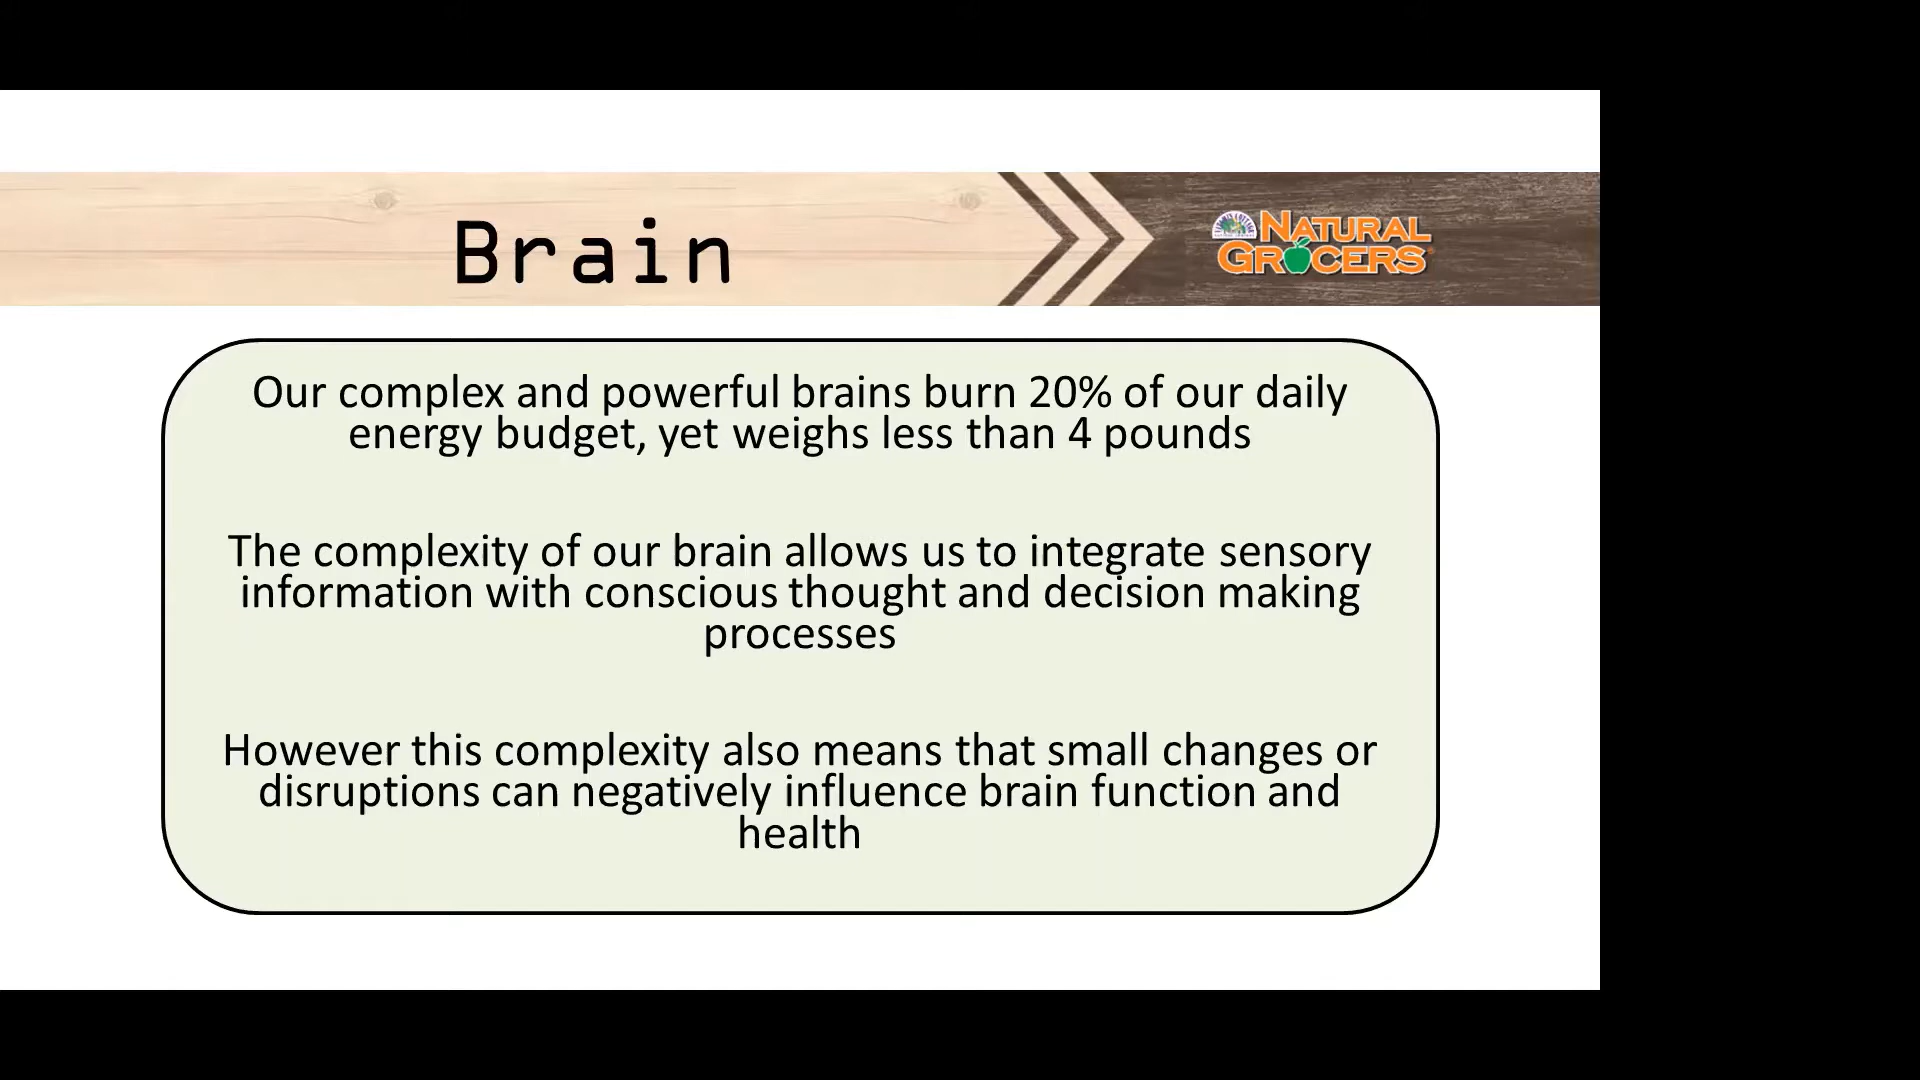 Brain
NATURAL
GROCERS
Our complex and powerful brains burn 20% of our daily
energy budget, yet weighs less than 4 pounds
The complexity of our brain allows us to integrate sensory
information with conscious thought and decision making
processes
However this complexity also means that small changes or
disruptions can negatively influence brain function and
health